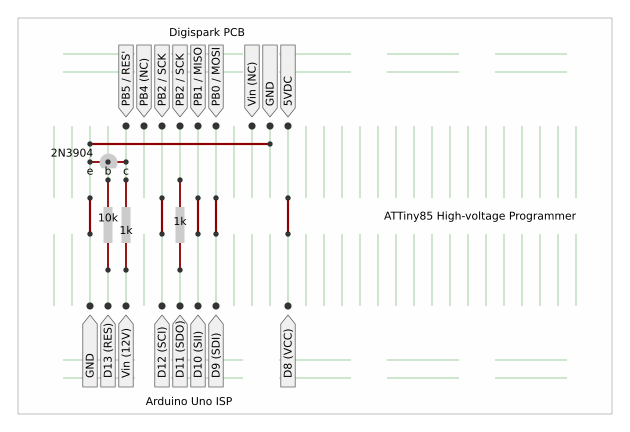 Digispark PCB
PB5 / RES'
PB4 (NC)
PB2 / SCK
PB2 / SCK
PB1 / MISO
PB0 / MOSI
Vin (NC)
GND
5VDC
2N3904
e b c
10k
1k
1k
ATTiny85 High-voltage Programmer
GND
D13 (RES)
Vin (12V)
D12 (SCI)
D11 (SDO)
D10 (SII)
D9 (SDI)
D8 (VCC)
Arduino Uno ISP